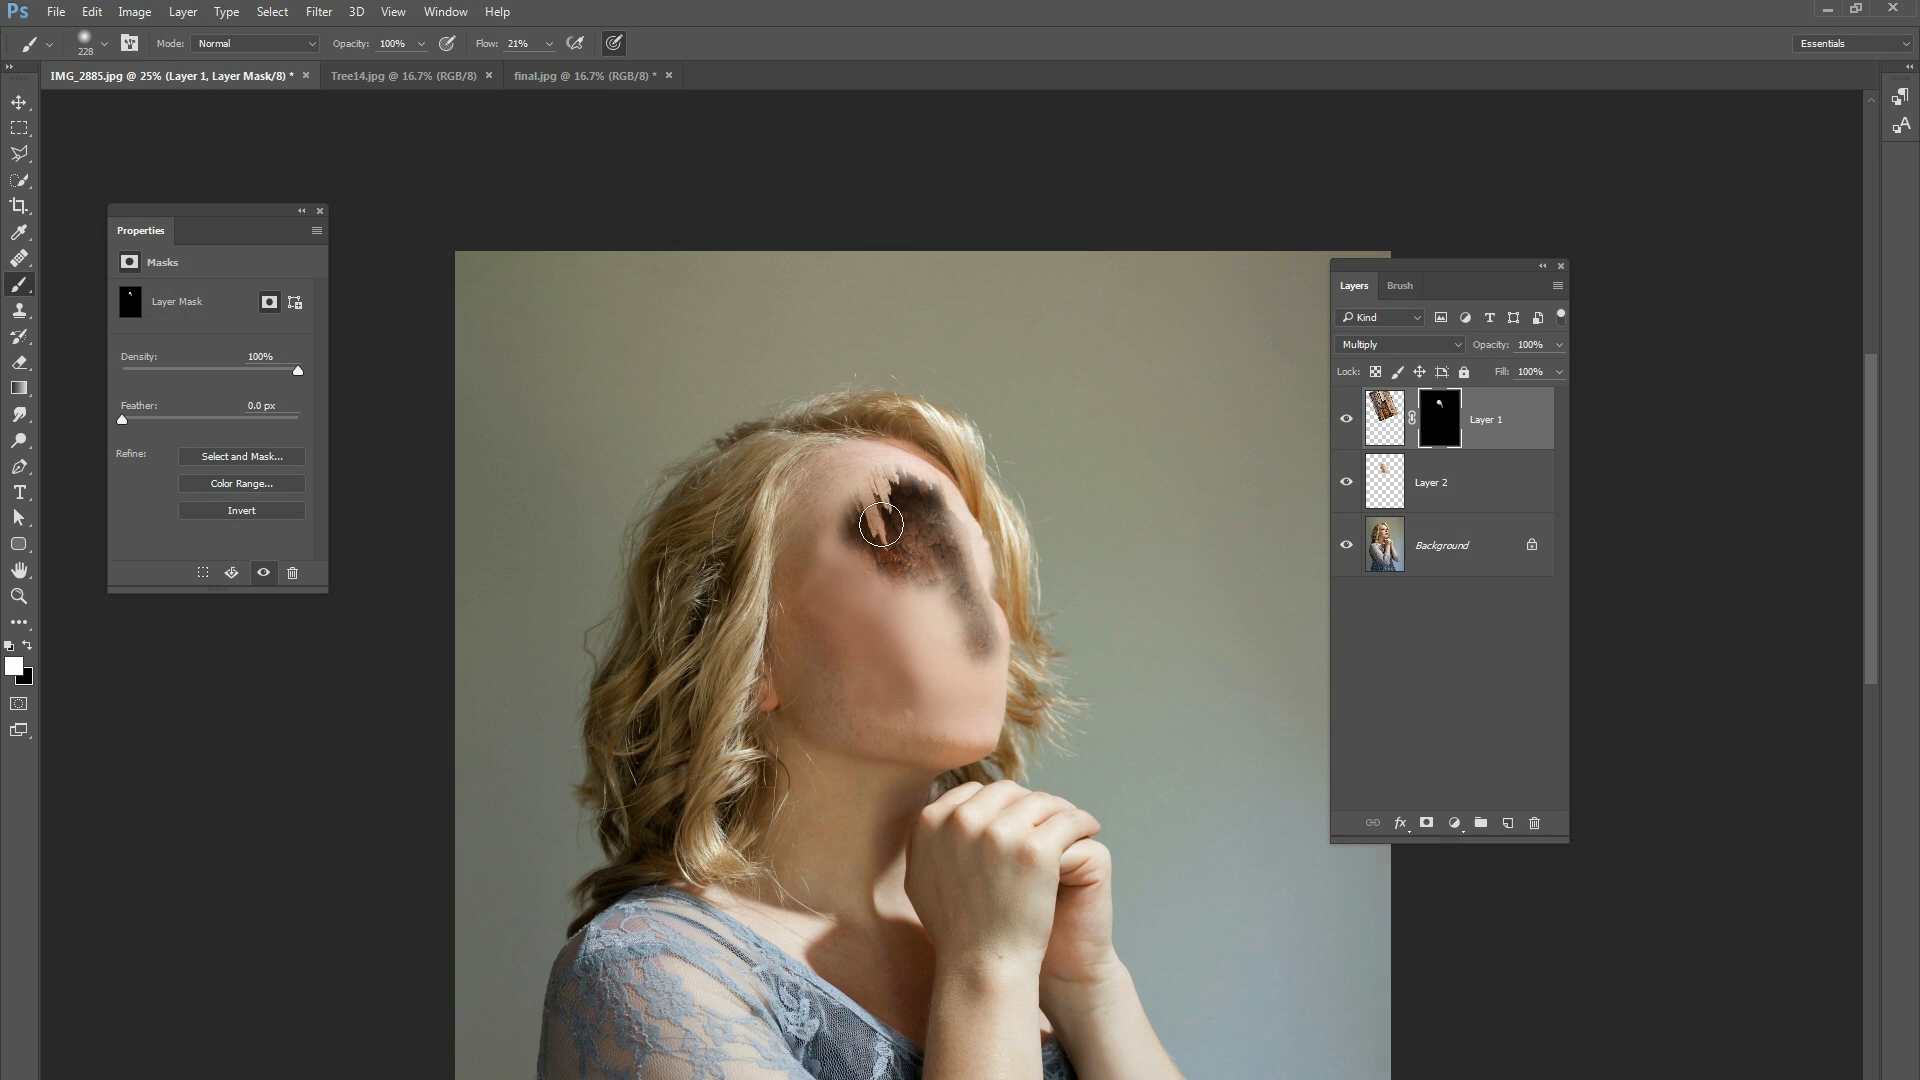 Ps File Edit Image Layer Type Select Filter 3D View Window Help
228 Mode: Normal Opacity: 100% Flow: 21% Essentials
IMG_2885.jpg @ 25% (Layer 1, Layer Mask/8) * Tree14.jpg @ 16.7% (RGB/8) final.jpg @ 16.7% (RGB/8) *
Properties
Masks
Layer Mask
Density: 100%
Feather: 0.0 px
Refine: Select and Mask...
Color Range...
Invert
Layers Brush
Kind
Multiply Opacity: 100%
Lock: Fill: 100%
Layer 1
Layer 2
Background
fx